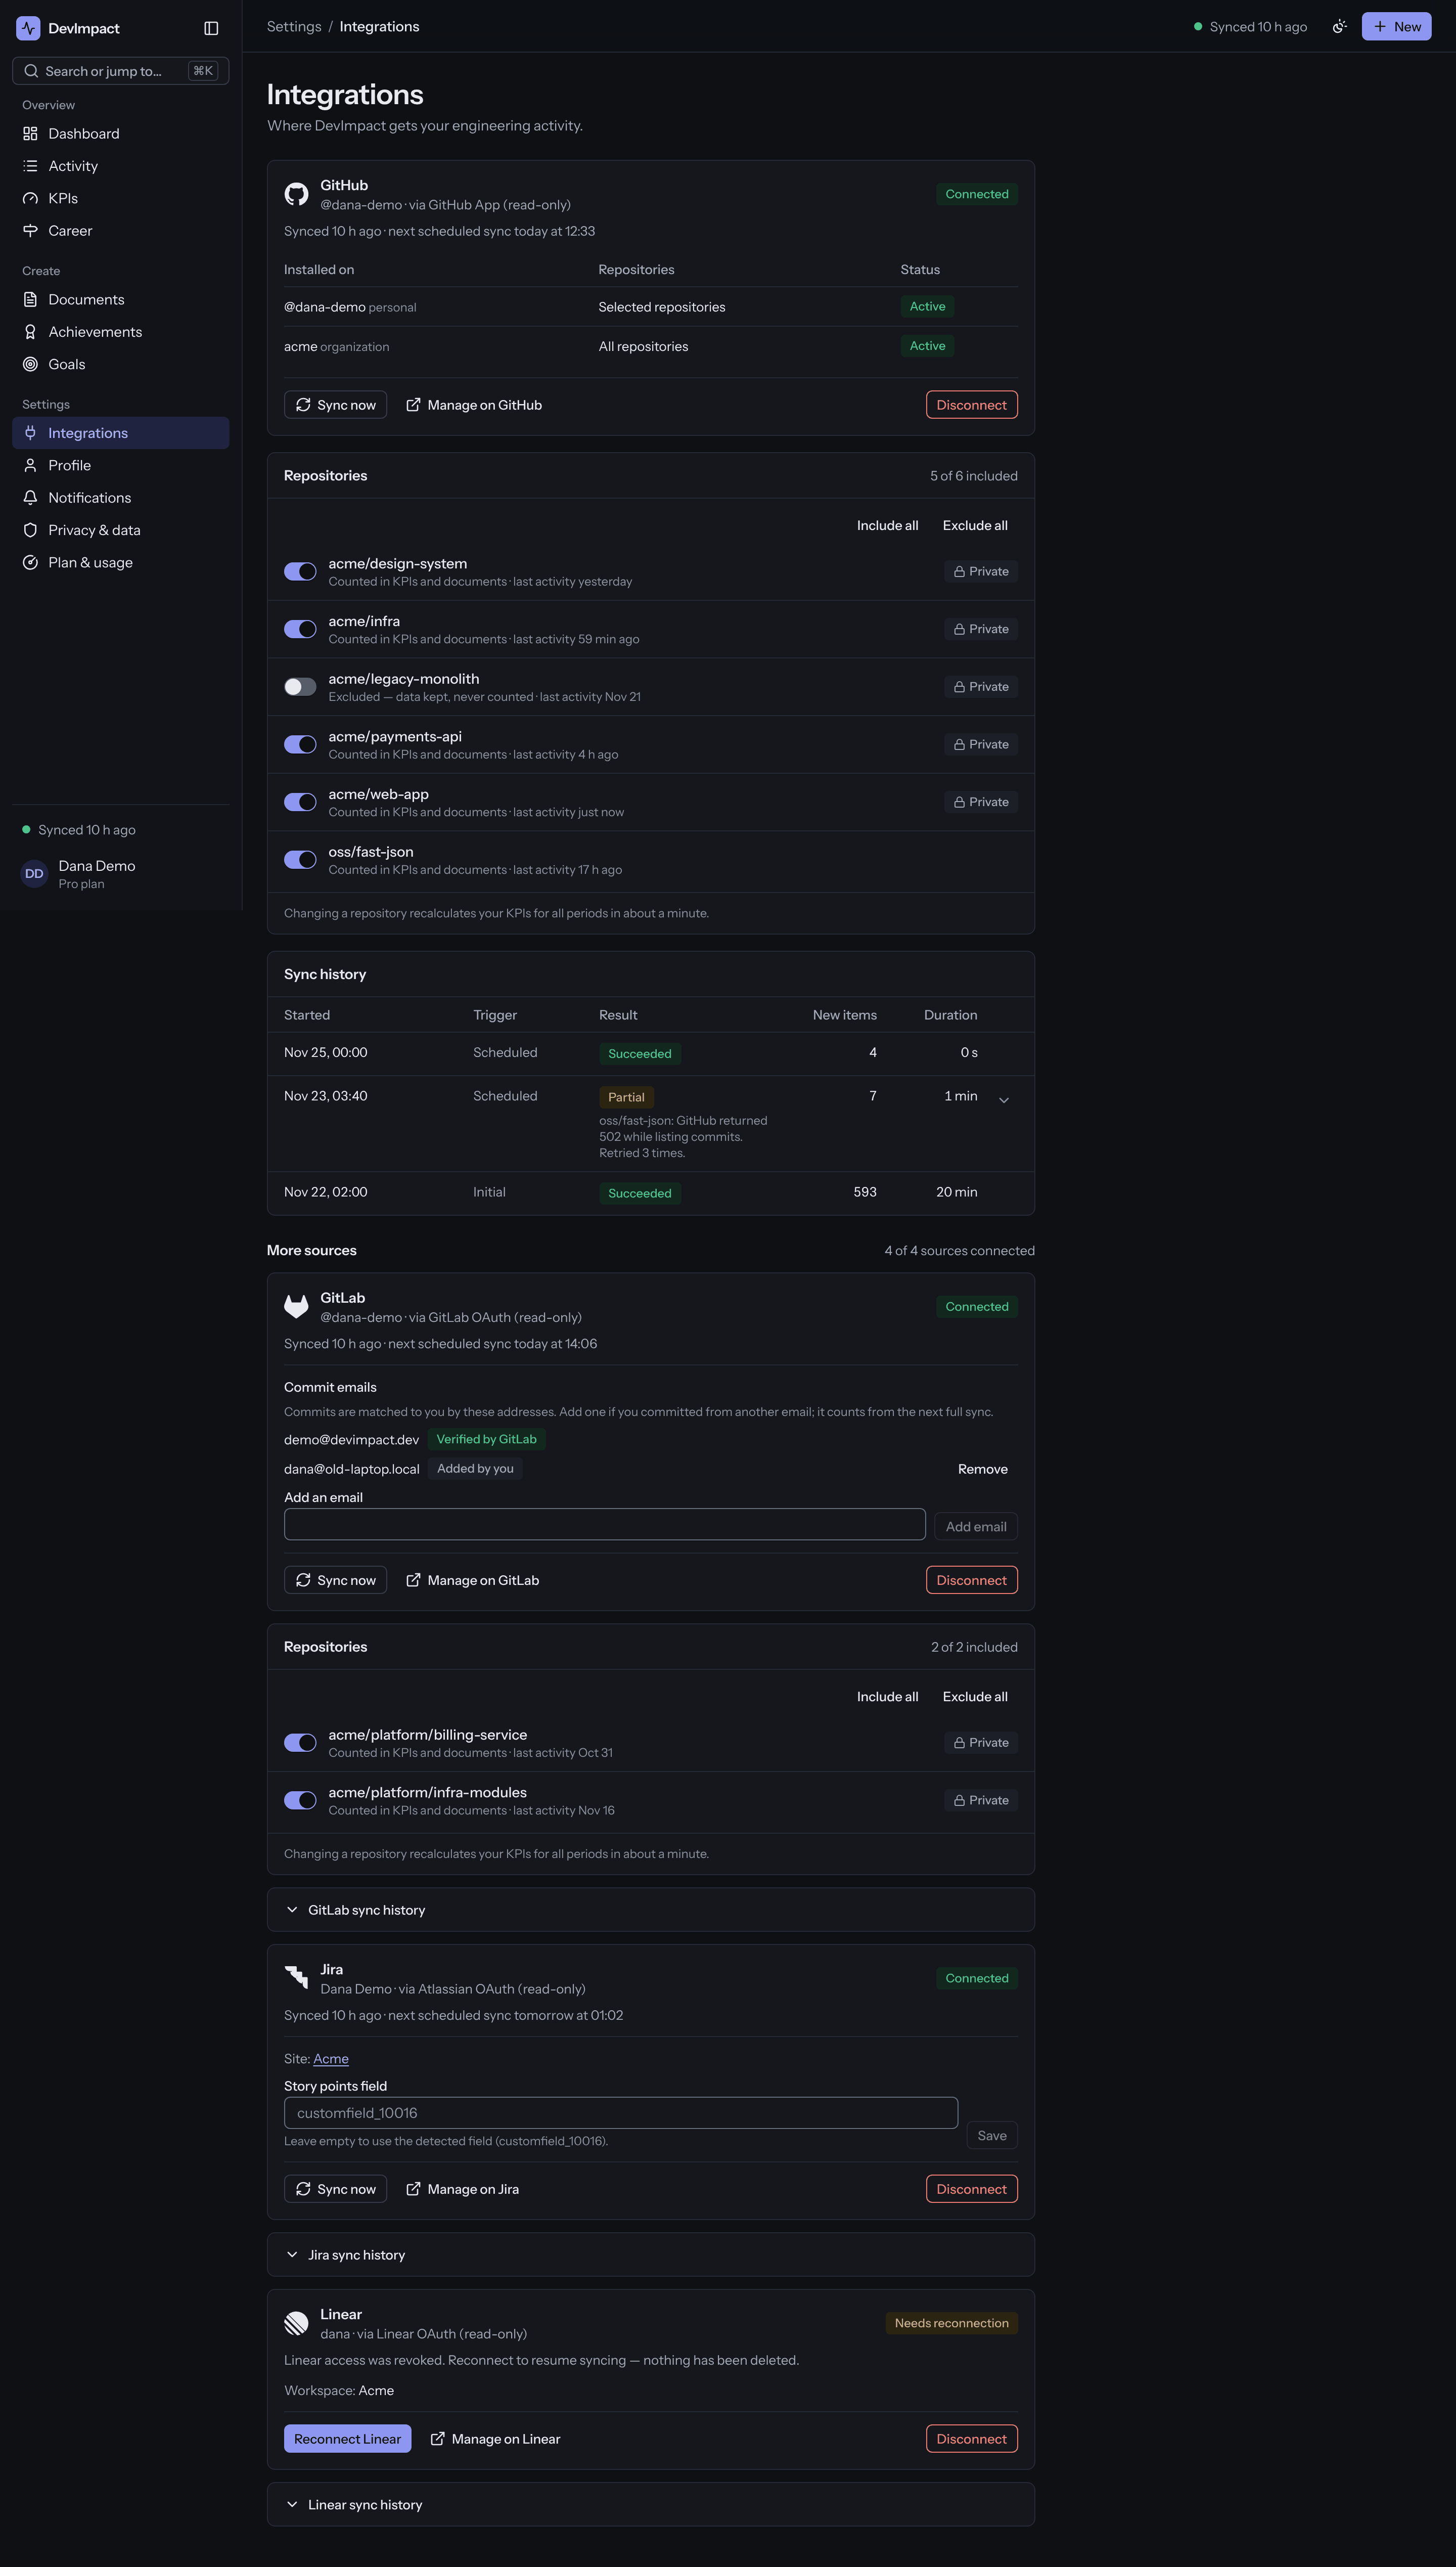 DevImpact
Search or jump to... ⌘K
Overview
Dashboard
Activity
KPIs
Career
Create
Documents
Achievements
Goals
Settings
Integrations
Profile
Notifications
Privacy & data
Plan & usage
Synced 10 h ago
DD Dana Demo
Pro plan
Settings / Integrations
Synced 10 h ago
New
Integrations
Where DevImpact gets your engineering activity.
GitHub
@dana-demo · via GitHub App (read-only)
Connected
Synced 10 h ago · next scheduled sync today at 12:33
Installed on Repositories Status
@dana-demo personal Selected repositories Active
acme organization All repositories Active
Sync now Manage on GitHub Disconnect
Repositories 5 of 6 included
Include all Exclude all
acme/design-system
Counted in KPIs and documents · last activity yesterday
Private
acme/infra
Counted in KPIs and documents · last activity 59 min ago
Private
acme/legacy-monolith
Excluded — data kept, never counted · last activity Nov 21
Private
acme/payments-api
Counted in KPIs and documents · last activity 4 h ago
Private
acme/web-app
Counted in KPIs and documents · last activity just now
Private
oss/fast-json
Counted in KPIs and documents · last activity 17 h ago
Changing a repository recalculates your KPIs for all periods in about a minute.
Sync history
Started Trigger Result New items Duration
Nov 25, 00:00 Scheduled Succeeded 4 0 s
Nov 23, 03:40 Scheduled Partial 7 1 min
oss/fast-json: GitHub returned
502 while listing commits.
Retried 3 times.
Nov 22, 02:00 Initial Succeeded 593 20 min
More sources 4 of 4 sources connected
GitLab
@dana-demo · via GitLab OAuth (read-only)
Connected
Synced 10 h ago · next scheduled sync today at 14:06
Commit emails
Commits are matched to you by these addresses. Add one if you committed from another email; it counts from the next full sync.
demo@devimpact.dev Verified by GitLab
dana@old-laptop.local Added by you Remove
Add an email
Add email
Sync now Manage on GitLab Disconnect
Repositories 2 of 2 included
Include all Exclude all
acme/platform/billing-service
Counted in KPIs and documents · last activity Oct 31
Private
acme/platform/infra-modules
Counted in KPIs and documents · last activity Nov 16
Private
Changing a repository recalculates your KPIs for all periods in about a minute.
GitLab sync history
Jira
Dana Demo · via Atlassian OAuth (read-only)
Connected
Synced 10 h ago · next scheduled sync tomorrow at 01:02
Site: Acme
Story points field
customfield_10016
Leave empty to use the detected field (customfield_10016).
Save
Sync now Manage on Jira Disconnect
Jira sync history
Linear
dana · via Linear OAuth (read-only)
Needs reconnection
Linear access was revoked. Reconnect to resume syncing — nothing has been deleted.
Workspace: Acme
Reconnect Linear Manage on Linear Disconnect
Linear sync history